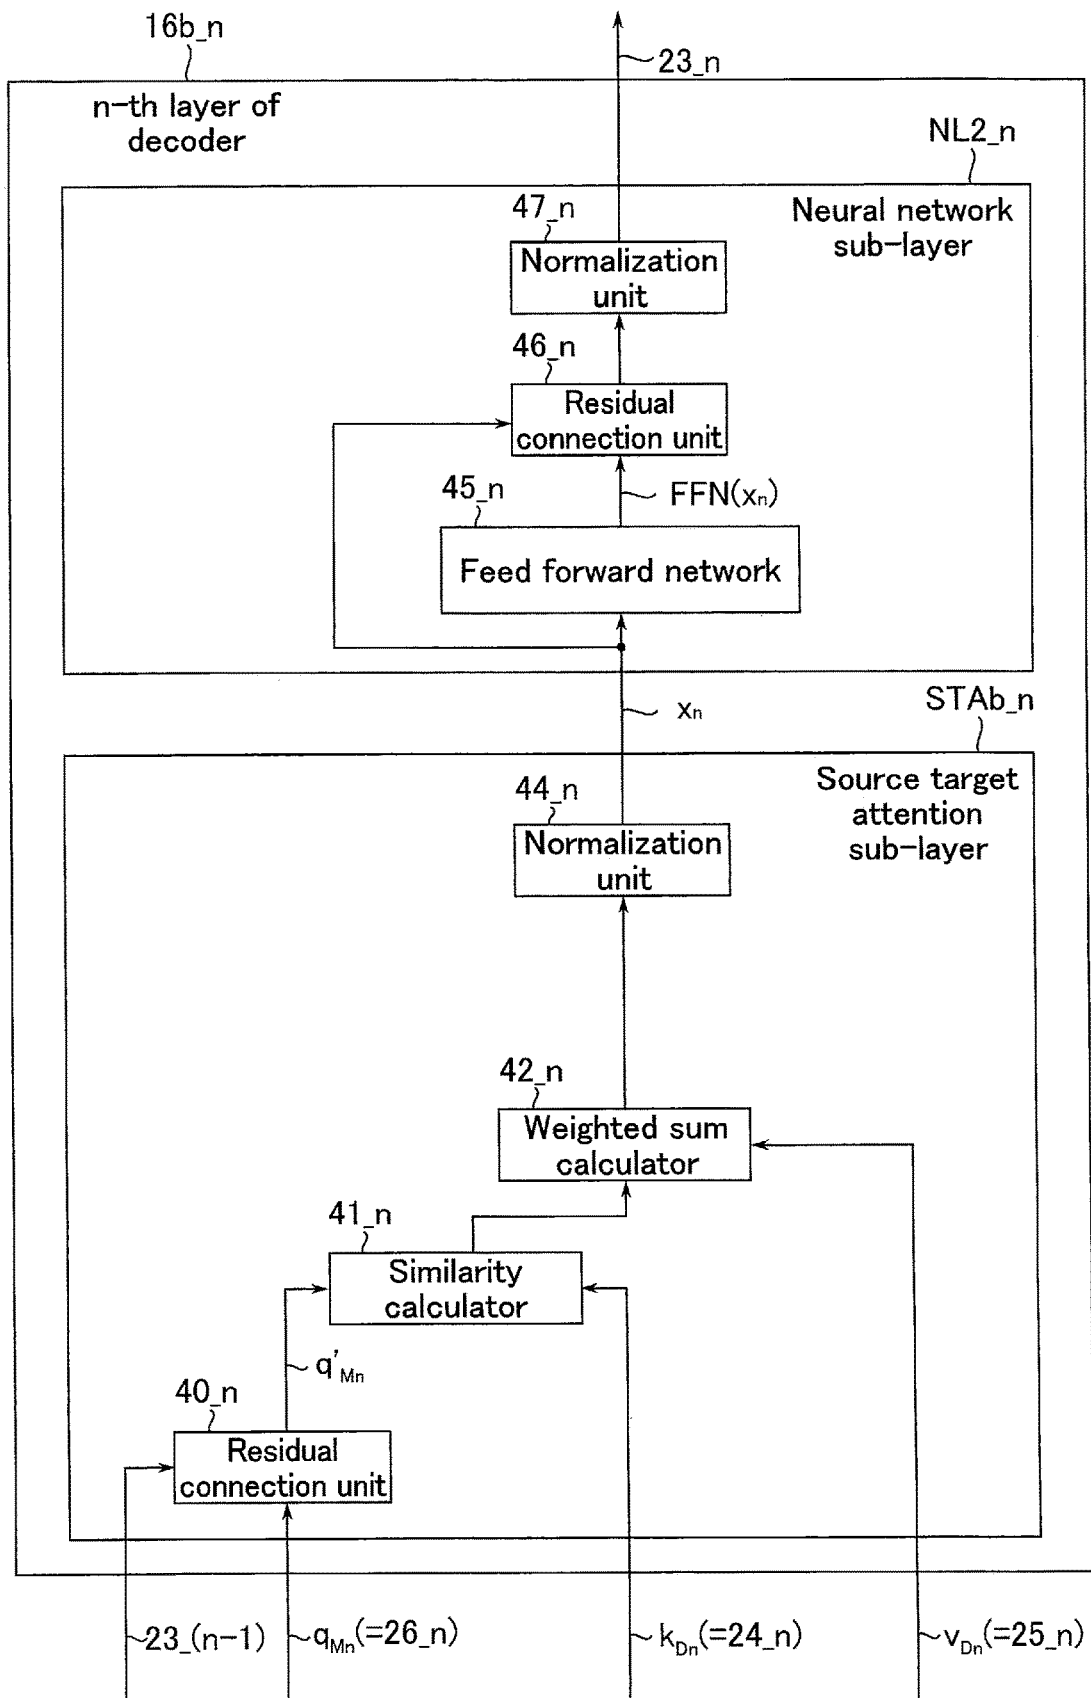 16b_n
23_n
n-th layer of
decoder
NL2_n
Neural network
sub-layer
47_n
Normalization
unit
46_n
Residual
connection unit
FFN(xn)
45_n
Feed forward network
xn
STAb_n
Source target
attention
sub-layer
44_n
Normalization
unit
42_n
Weighted sum
calculator
41_n
Similarity
calculator
q'Mn
40_n
Residual
connection unit
23_(n-1)
qMn(=26_n)
kDn(=24_n)
vDn(=25_n)